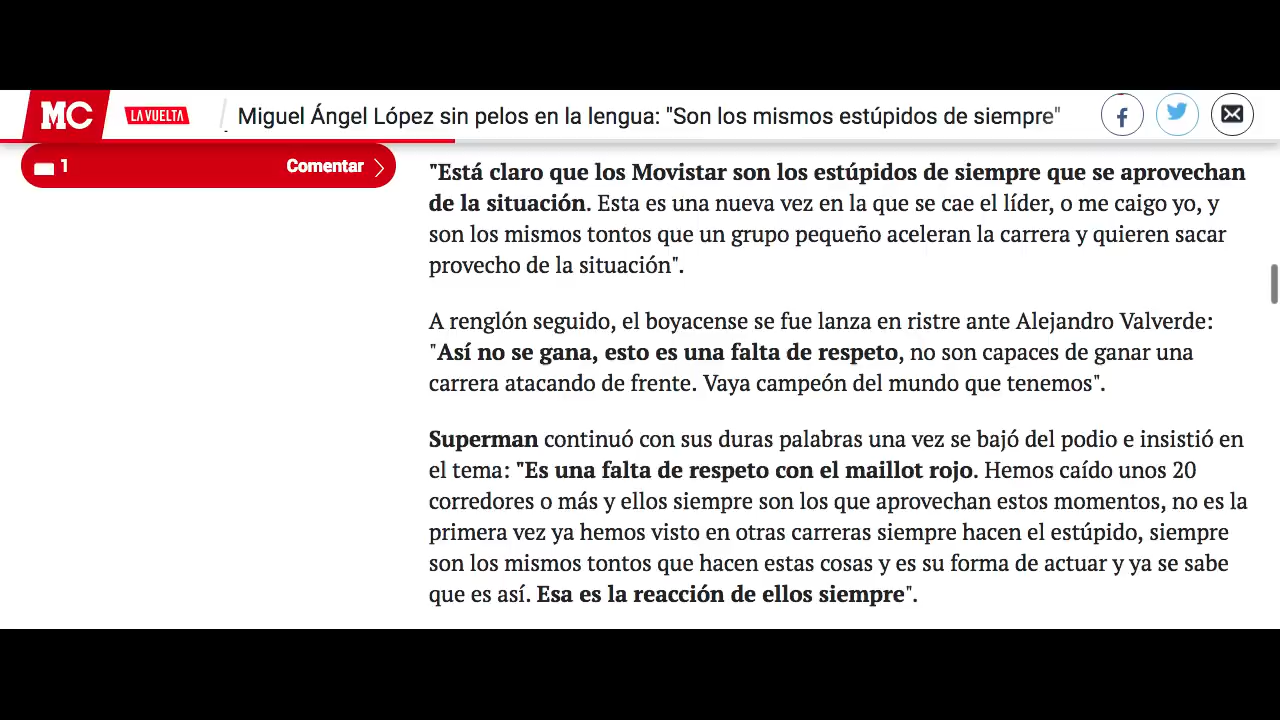 MC
LA VUELTA
Miguel Ángel López sin pelos en la lengua: "Son los mismos estúpidos de siempre"
1
Comentar
"Está claro que los Movistar son los estúpidos de siempre que se aprovechan
de la situación. Esta es una nueva vez en la que se cae el líder, o me caigo yo, y
son los mismos tontos que un grupo pequeño aceleran la carrera y quieren sacar
provecho de la situación".
A renglón seguido, el boyacense se fue lanza en ristre ante Alejandro Valverde:
"Así no se gana, esto es una falta de respeto, no son capaces de ganar una
carrera atacando de frente. Vaya campeón del mundo que tenemos".
Superman continuó con sus duras palabras una vez se bajó del podio e insistió en
el tema: "Es una falta de respeto con el maillot rojo. Hemos caído unos 20
corredores o más y ellos siempre son los que aprovechan estos momentos, no es la
primera vez ya hemos visto en otras carreras siempre hacen el estúpido, siempre
son los mismos tontos que hacen estas cosas y es su forma de actuar y ya se sabe
que es así. Esa es la reacción de ellos siempre".